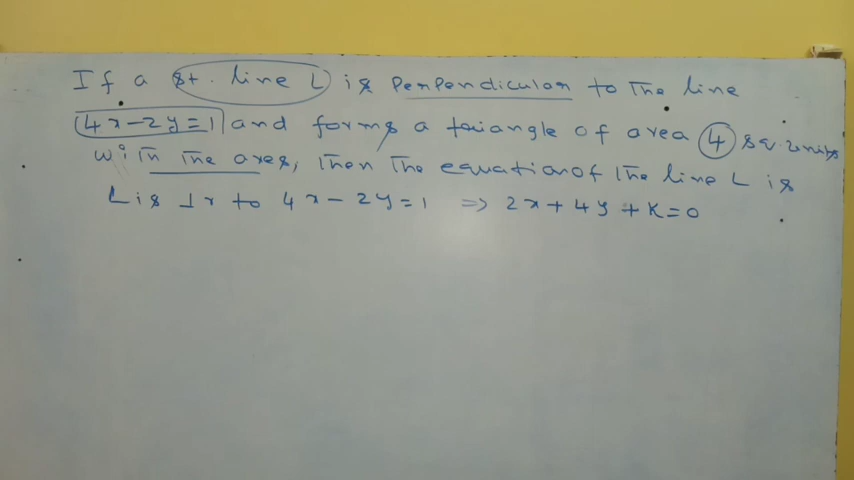 If a st. line L is perpendicular to the line
4x-2y=1 and forms a triangle of area 4 sq.units
with the axes, then the equation of the line L is
L is ⊥r to 4x-2y=1 ⇒ 2x+4y+k=0